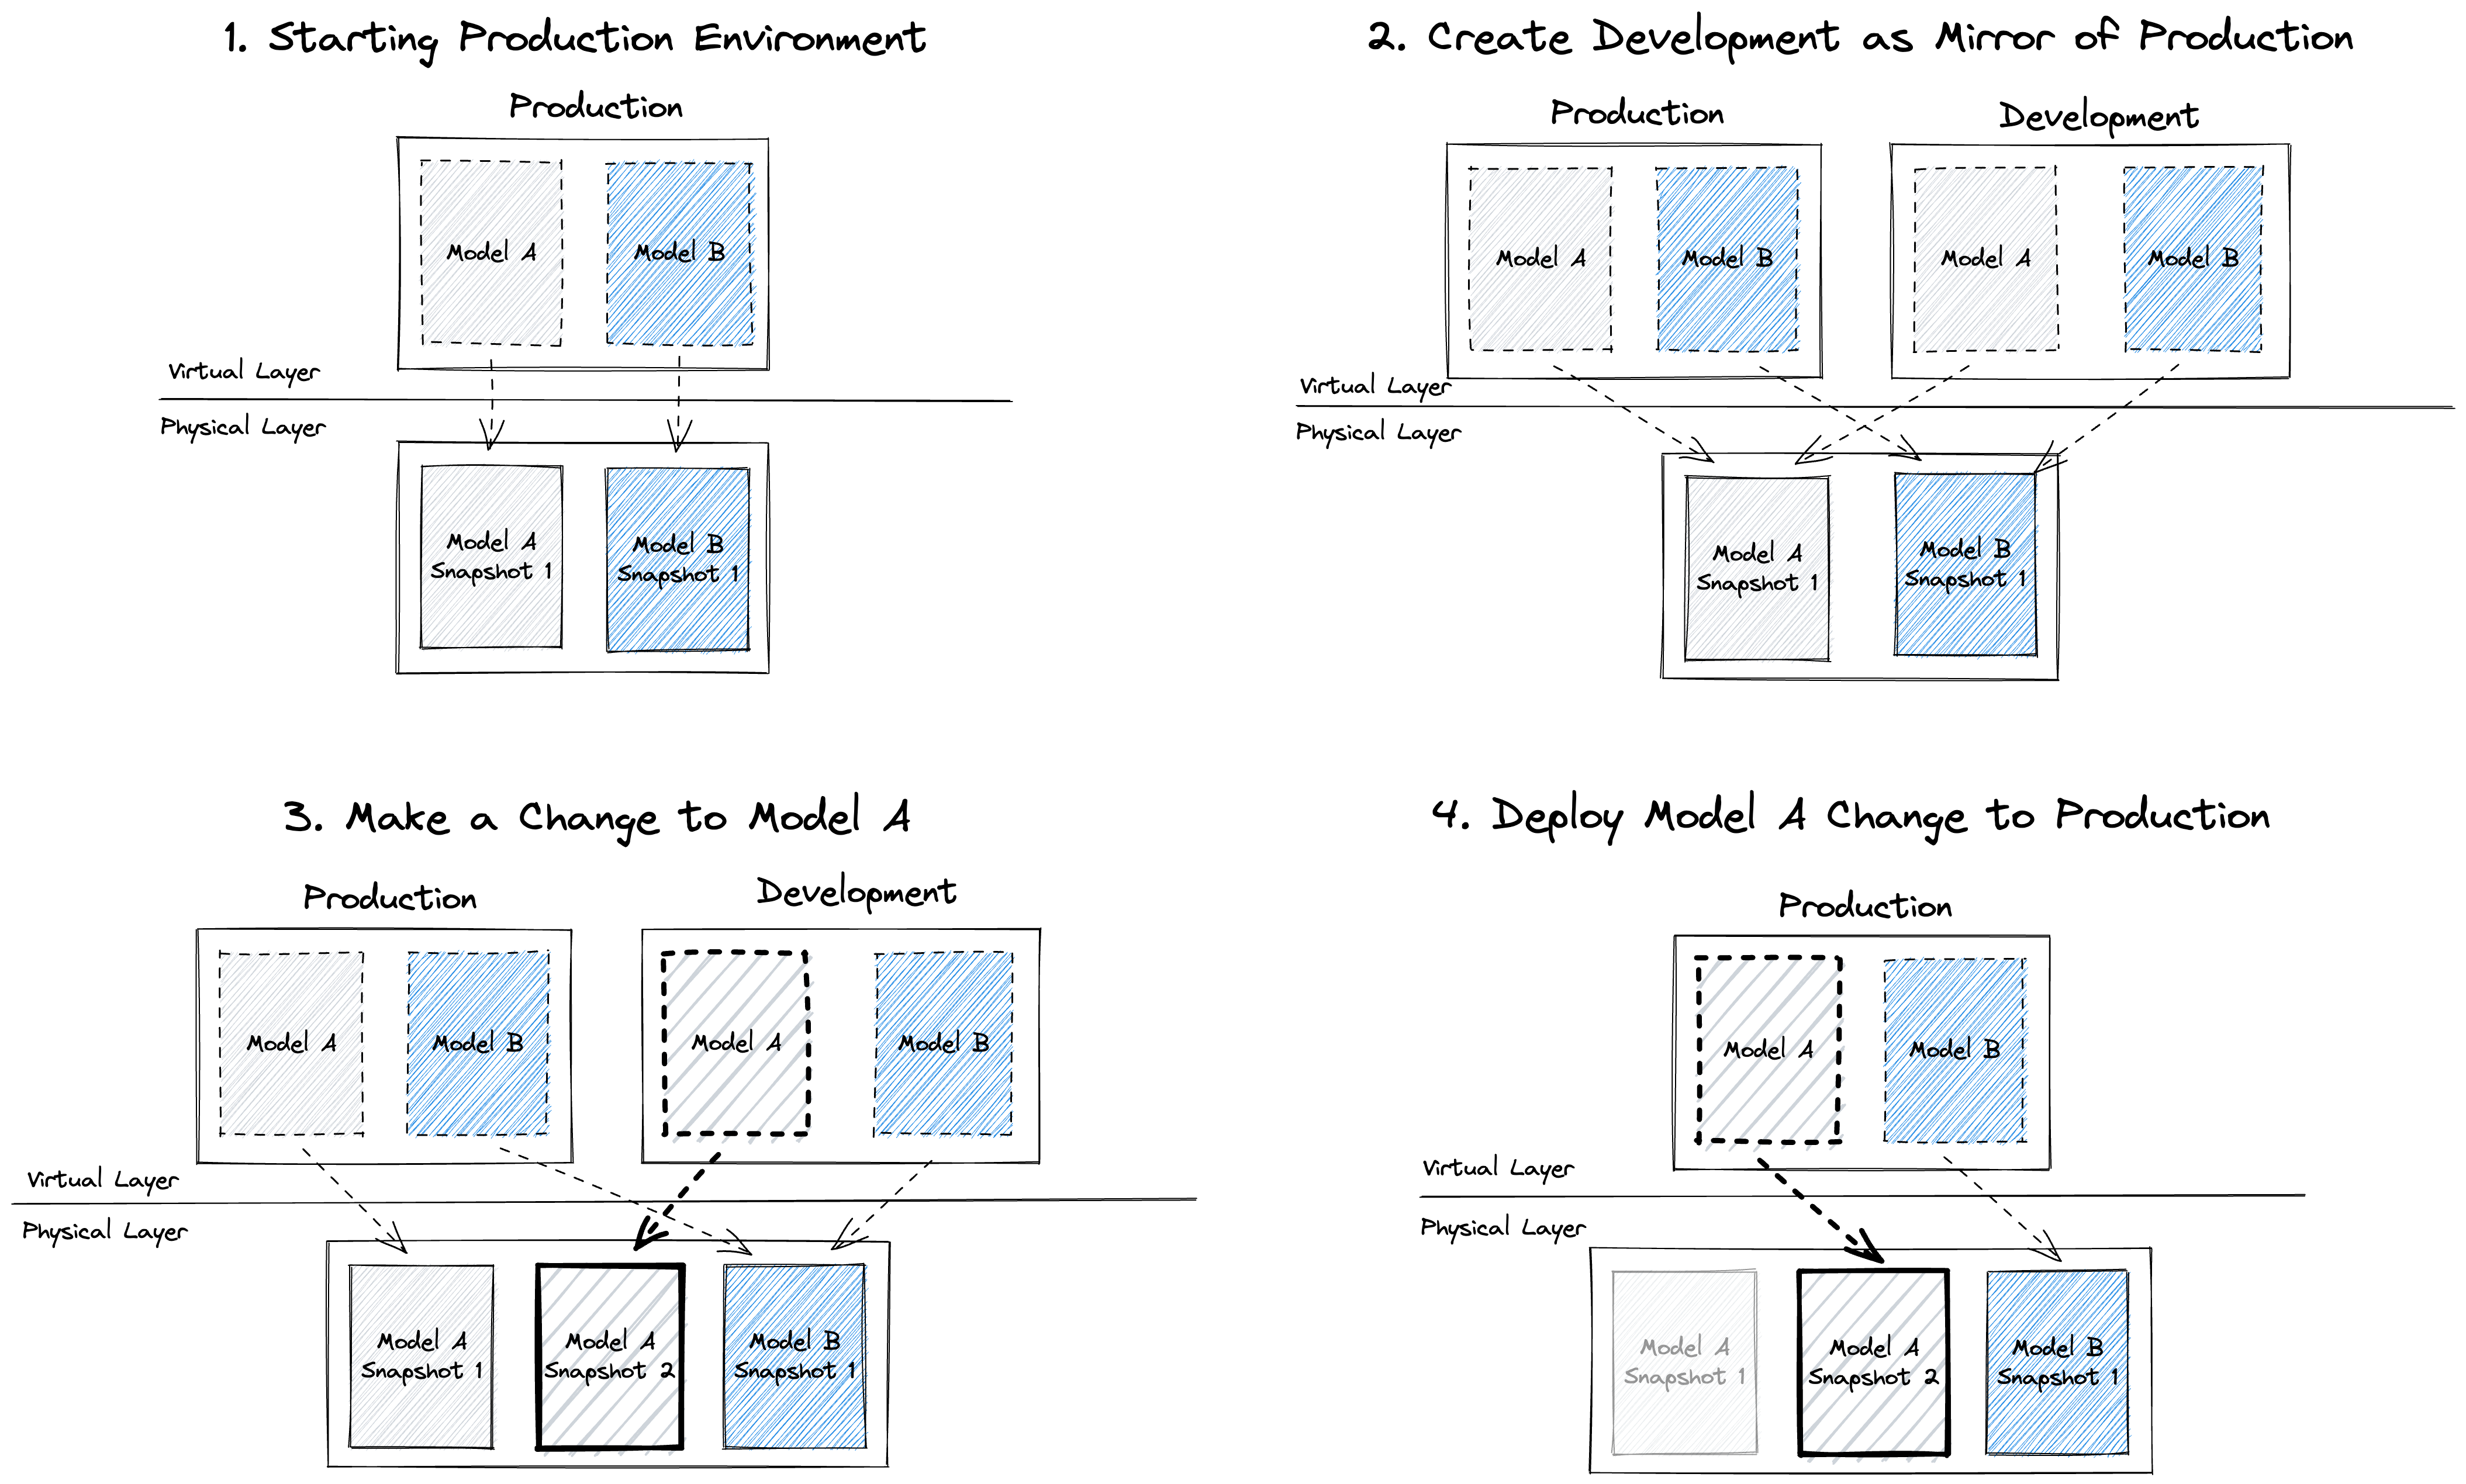 1. Starting Production Environment
Production
Model A
Model B
Virtual Layer
Physical Layer
Model A
Snapshot 1
Model B
Snapshot 1
2. Create Development as Mirror of Production
Production
Development
Model A
Model B
Model A
Model B
Virtual Layer
Physical Layer
Model A
Snapshot 1
Model B
Snapshot 1
3. Make a Change to Model A
Production
Development
Model A
Model B
Model A
Model B
Virtual Layer
Physical Layer
Model A
Snapshot 1
Model A
Snapshot 2
Model B
Snapshot 1
4. Deploy Model A Change to Production
Production
Model A
Model B
Virtual Layer
Physical Layer
Model A
Snapshot 1
Model A
Snapshot 2
Model B
Snapshot 1